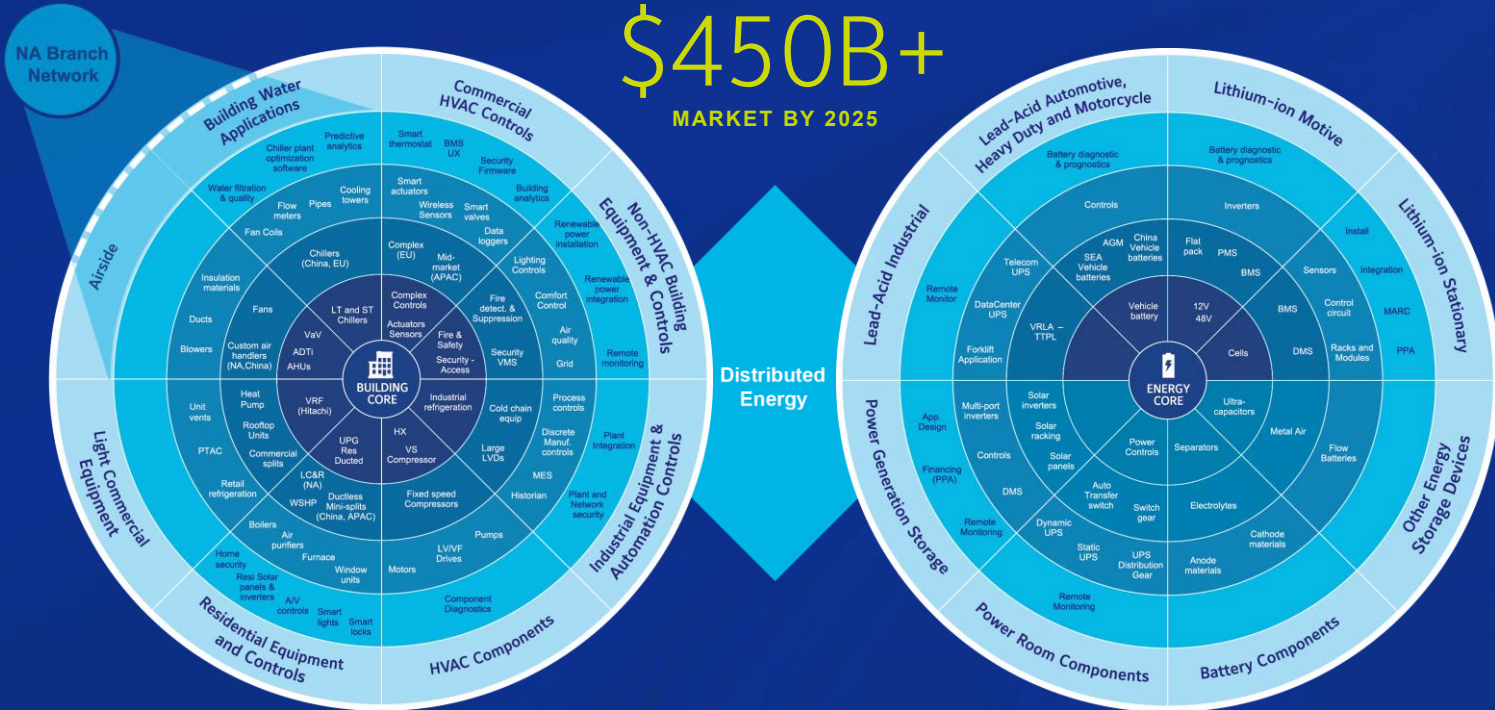 NA Branch
Network
$450B+
MARKET BY 2025
Building Water
Applications
Commercial
HVAC Controls
Non-HVAC Building
Equipment & Controls
Industrial Equipment &
Automation Controls
HVAC Components
Residential Equipment
and Controls
Light Commercial
Equipment
Airside
Chiller plant
optimization
software
Predictive
analytics
Water filtration
& quality
Flow
meters
Pipes
Cooling
towers
Fan Coils
Chillers
(China, EU)
LT and ST
Chillers
Smart
thermostat
BMS
UX
Security
Firmware
Building
analytics
Smart
actuators
Wireless
Sensors
Smart
valves
Data
loggers
Complex
(EU)
Mid-
market
(APAC)
Complex
Controls
Actuators
Sensors
Renewable
power
installation
Renewable
power
integration
Remote
monitoring
Lighting
Controls
Comfort
Control
Air
quality
Grid
Fire
detect. &
Suppression
Security
VMS
Fire &
Safety
Security -
Access
Insulation
materials
Ducts
Blowers
Fans
Custom air
handlers
(NA,China)
VaV
ADTi
AHUs
BUILDING
CORE
Unit
vents
PTAC
Retail
refrigeration
Heat
Pump
Rooftop
Units
Commercial
splits
VRF
(Hitachi)
UPG
Res
Ducted
LC&R
(NA)
WSHP
Ductless
Mini-splits
(China, APAC)
Boilers
Air
purifiers
Furnace
Window
units
Home
security
Resi Solar
panels &
inverters
A/V
controls
Smart
lights
Smart
locks
HX
VS
Compressor
Fixed speed
Compressors
Motors
LV/VF
Drives
Pumps
Component
Diagnostics
Industrial
refrigeration
Cold chain
equip
Large
LVDs
Process
controls
Discrete
Manuf.
controls
MES
Historian
Plant
Integration
Plant and
Network
security
Distributed
Energy
Lead-Acid Automotive,
Heavy Duty and Motorcycle
Lithium-ion Motive
Lithium-ion Stationary
Other Energy
Storage Devices
Battery Components
Power Room Components
Power Generation Storage
Lead-Acid Industrial
Battery diagnostic
& prognostics
Controls
AGM
China
Vehicle
batteries
SEA
Vehicle
batteries
Vehicle
battery
Battery diagnostic
& prognostics
Inverters
Flat
pack
PMS
BMS
12V
48V
Install
Integration
MARC
PPA
Sensors
Control
circuit
Racks and
Modules
BMS
DMS
Cells
Remote
Monitor
Telecom
UPS
DataCenter
UPS
Forklift
Application
VRLA –
TTPL
ENERGY
CORE
App.
Design
Financing
(PPA)
Remote
Monitoring
Multi-port
inverters
Controls
DMS
Solar
inverters
Solar
racking
Solar
panels
Power
Controls
Auto
Transfer
switch
Switch
gear
Dynamic
UPS
Static
UPS
UPS
Distribution
Gear
Remote
Monitoring
Separators
Electrolytes
Cathode
materials
Anode
materials
Ultra-
capacitors
Metal Air
Flow
Batteries